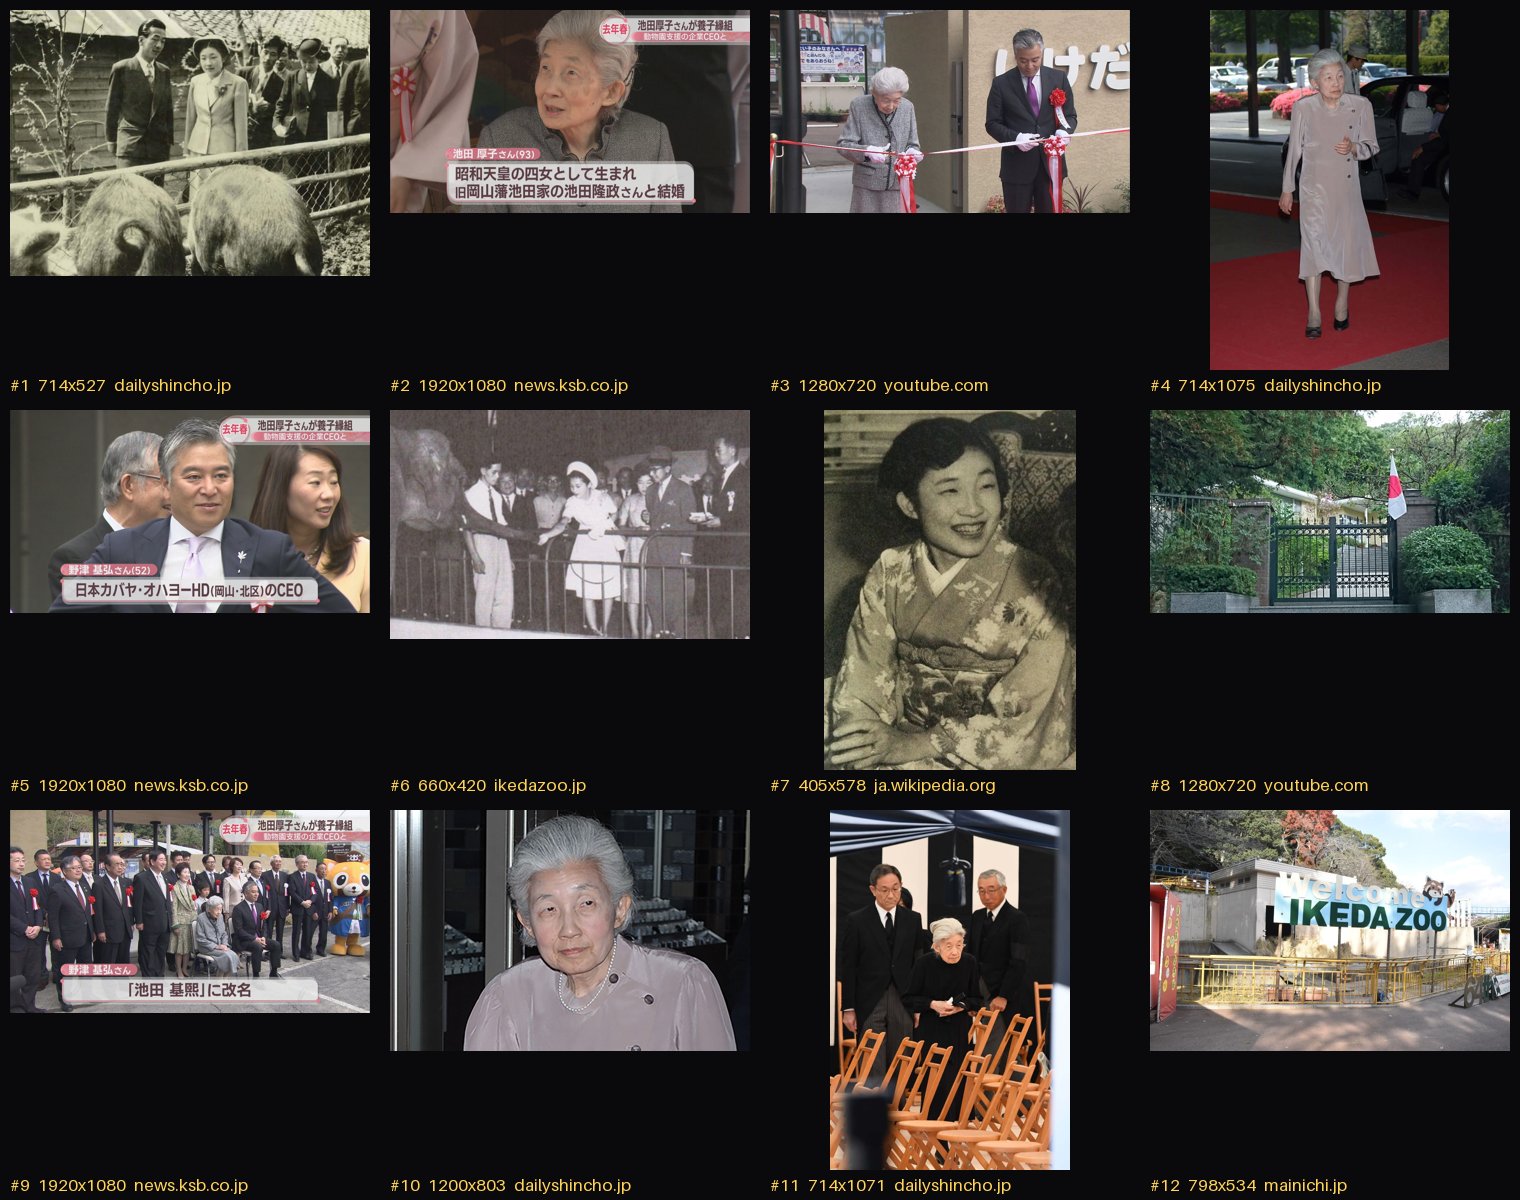 去年春
池田厚子さんが養子縁組
動物園支援の企業CEOと
池田 厚子さん(93)
昭和天皇の四女として生まれ
旧岡山藩池田家の池田隆政さんと結婚
いけだ
#1 714x527 dailyshincho.jp
#2 1920x1080 news.ksb.co.jp
#3 1280x720 youtube.com
#4 714x1075 dailyshincho.jp
去年春
池田厚子さんが養子縁組
動物園支援の企業CEOと
野津 基弘さん(52)
日本カバヤ・オハヨーHD(岡山・北区)のCEO
#5 1920x1080 news.ksb.co.jp
#6 660x420 ikedazoo.jp
#7 405x578 ja.wikipedia.org
#8 1280x720 youtube.com
去年春
池田厚子さんが養子縁組
動物園支援の企業CEOと
野津 基弘さん
「池田 基熙」に改名
Welcome
IKEDA ZOO
#9 1920x1080 news.ksb.co.jp
#10 1200x803 dailyshincho.jp
#11 714x1071 dailyshincho.jp
#12 798x534 mainichi.jp